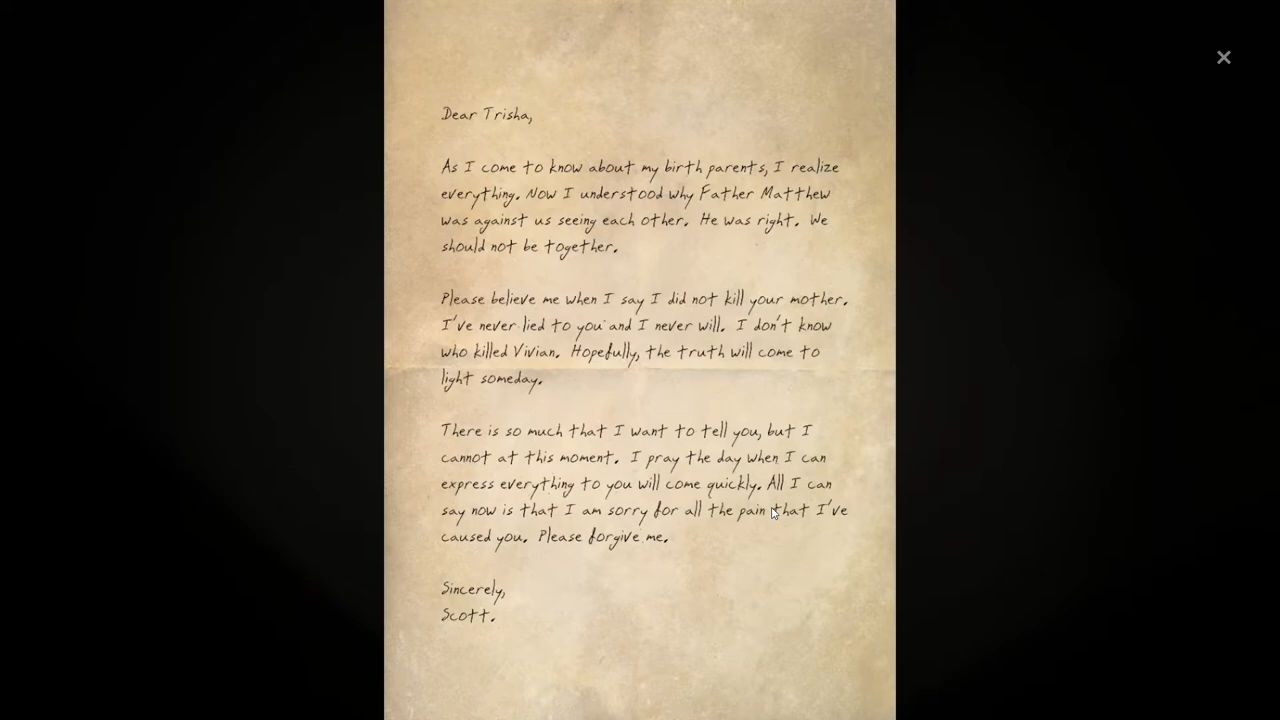 Dear Trisha,
As I come to know about my birth parents, I realize
everything. Now I understood why Father Matthew
was against us seeing each other. He was right. We
should not be together.
Please believe me when I say I did not kill your mother.
I've never lied to you and I never will. I don't know
who killed Vivian. Hopefully, the truth will come to
light someday.
There is so much that I want to tell you, but I
cannot at this moment. I pray the day when I can
express everything to you will come quickly. All I can
say now is that I am sorry for all the pain that I've
caused you. Please forgive me.
Sincerely,
Scott.